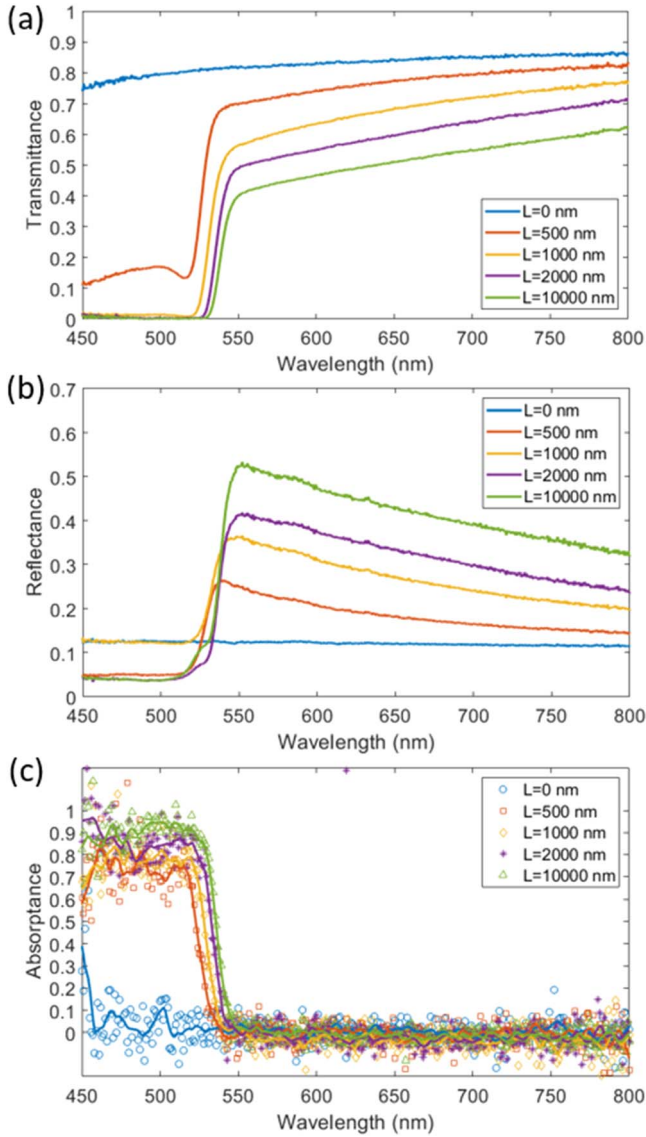 (a)
1
0.9
0.8
0.7
0.6
0.5
0.4
0.3
0.2
0.1
0
Transmittance
L=0 nm
L=500 nm
L=1000 nm
L=2000 nm
L=10000 nm
450 500 550 600 650 700 750 800
Wavelength (nm)
(b)
0.7
0.6
0.5
0.4
0.3
0.2
0.1
0
Reflectance
L=0 nm
L=500 nm
L=1000 nm
L=2000 nm
L=10000 nm
450 500 550 600 650 700 750 800
Wavelength (nm)
(c)
1
0.9
0.8
0.7
0.6
0.5
0.4
0.3
0.2
0.1
0
Absorptance
L=0 nm
L=500 nm
L=1000 nm
L=2000 nm
L=10000 nm
450 500 550 600 650 700 750 800
Wavelength (nm)